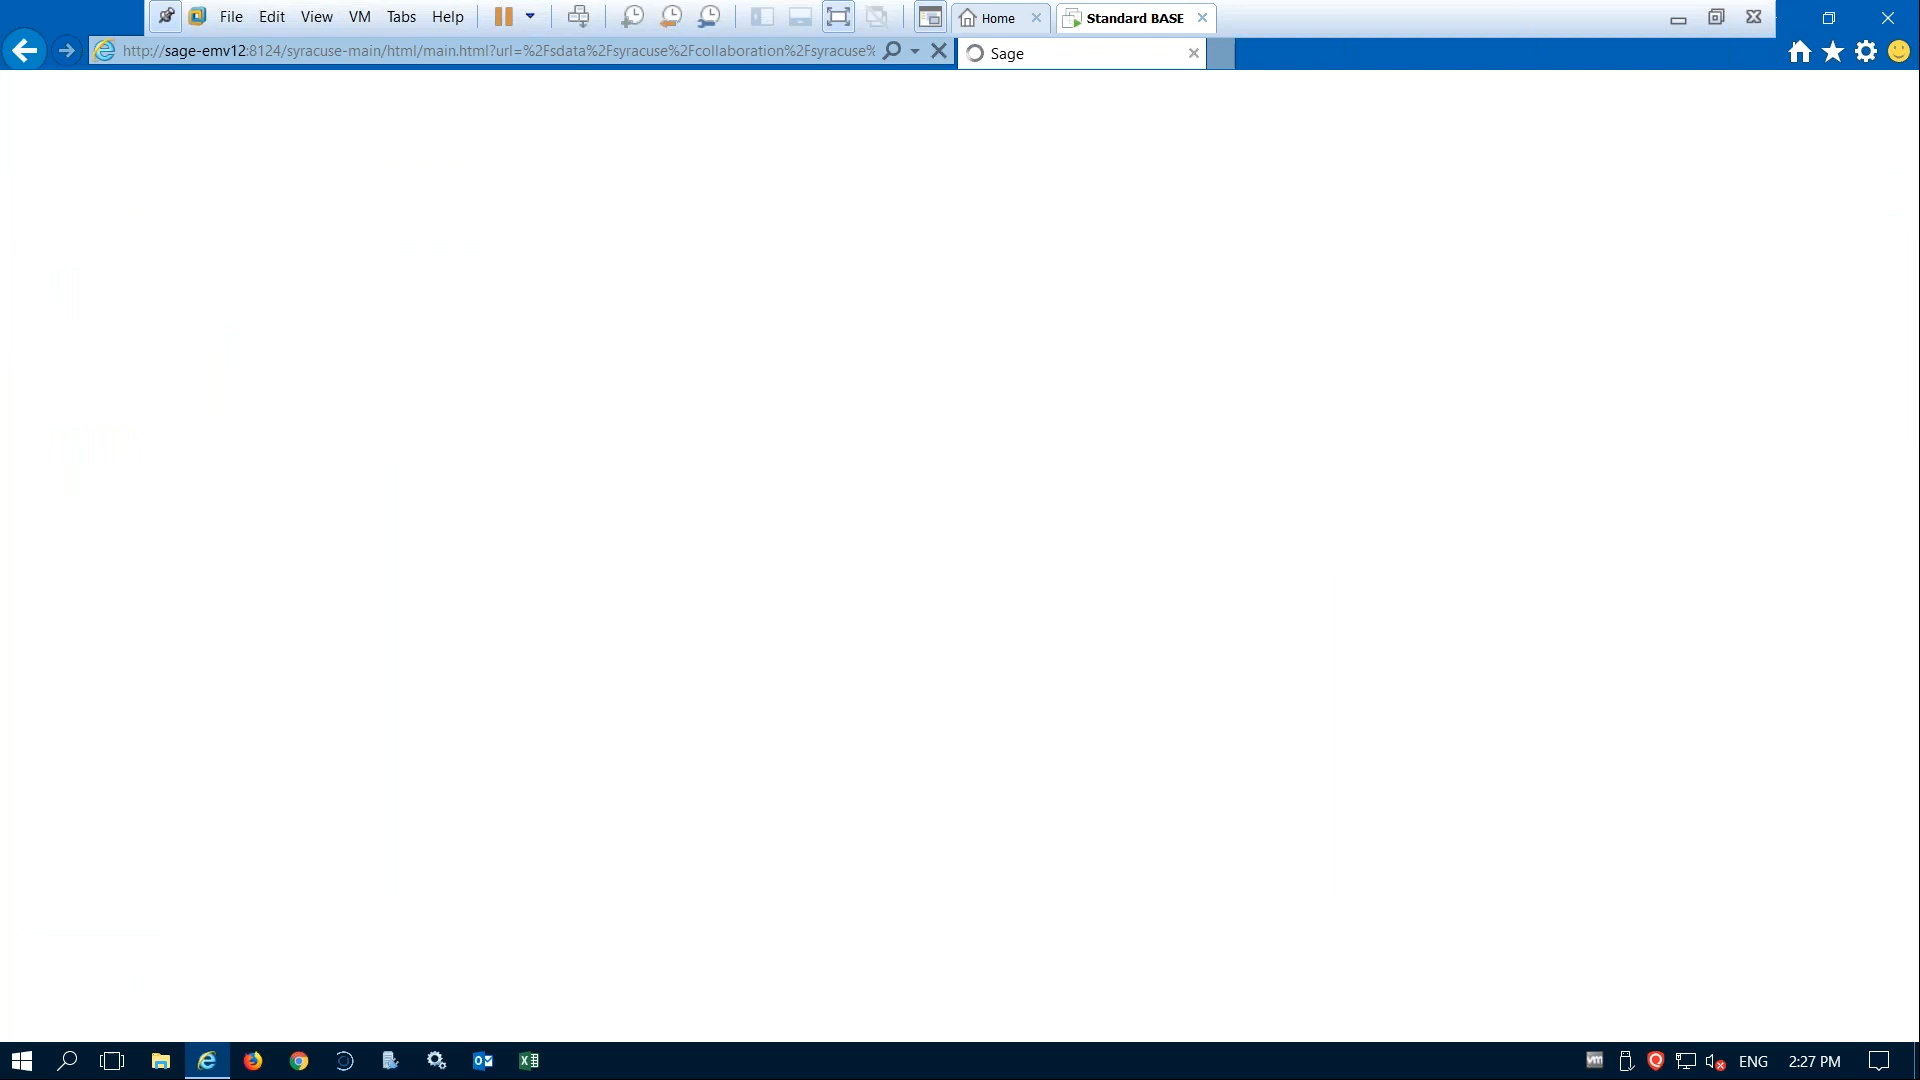 File Edit View VM Tabs Help
Home
Standard BASE
http://sage-emv12:8124/syracuse-main/html/main.html?url=%2Fsdata%2Fsyracuse%2Fcollaboration%2Fsyracuse%
Sage
ENG
2:27 PM